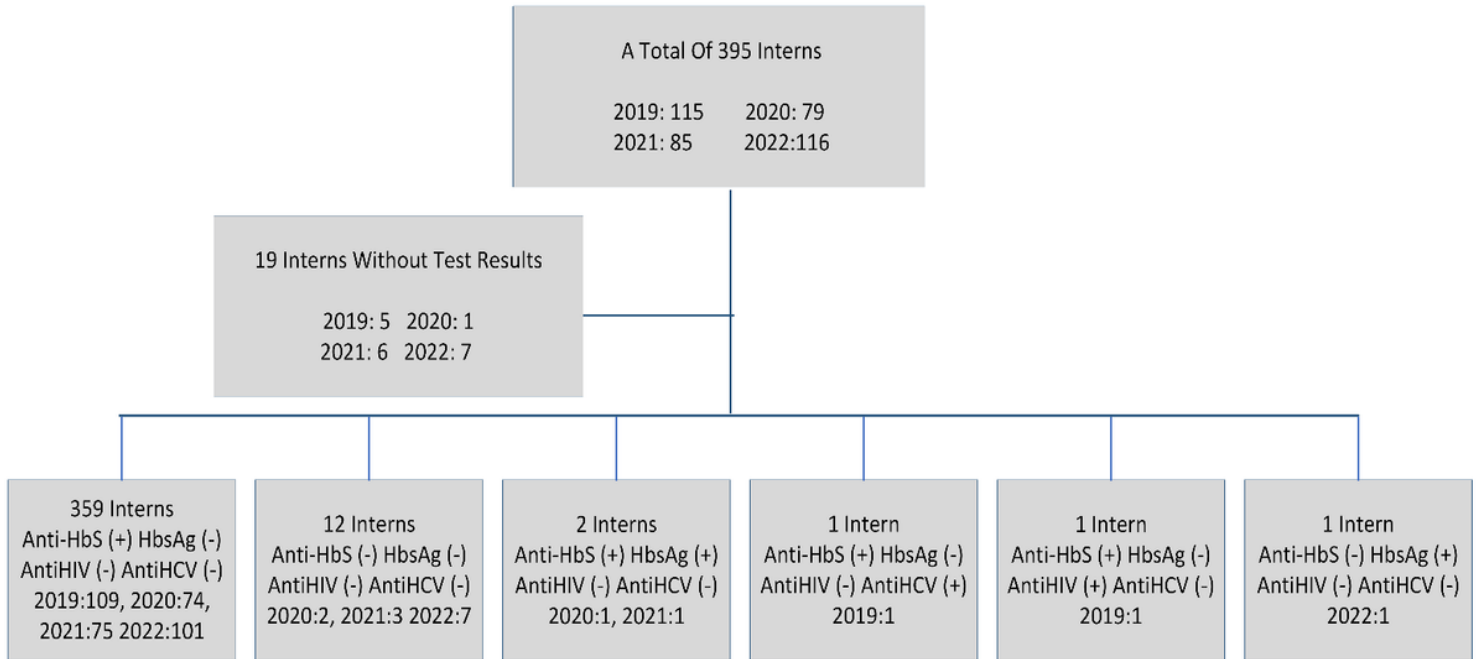 A Total Of 395 Interns
2019: 115 2020: 79
2021: 85 2022:116
19 Interns Without Test Results
2019: 5 2020: 1
2021: 6 2022: 7
359 Interns
Anti-HbS (+) HbsAg (-)
AntiHIV (-) AntiHCV (-)
2019:109, 2020:74,
2021:75 2022:101
12 Interns
Anti-HbS (-) HbsAg (-)
AntiHIV (-) AntiHCV (-)
2020:2, 2021:3 2022:7
2 Interns
Anti-HbS (+) HbsAg (+)
AntiHIV (-) AntiHCV (-)
2020:1, 2021:1
1 Intern
Anti-HbS (+) HbsAg (-)
AntiHIV (-) AntiHCV (+)
2019:1
1 Intern
Anti-HbS (+) HbsAg (-)
AntiHIV (+) AntiHCV (-)
2019:1
1 Intern
Anti-HbS (-) HbsAg (+)
AntiHIV (-) AntiHCV (-)
2022:1